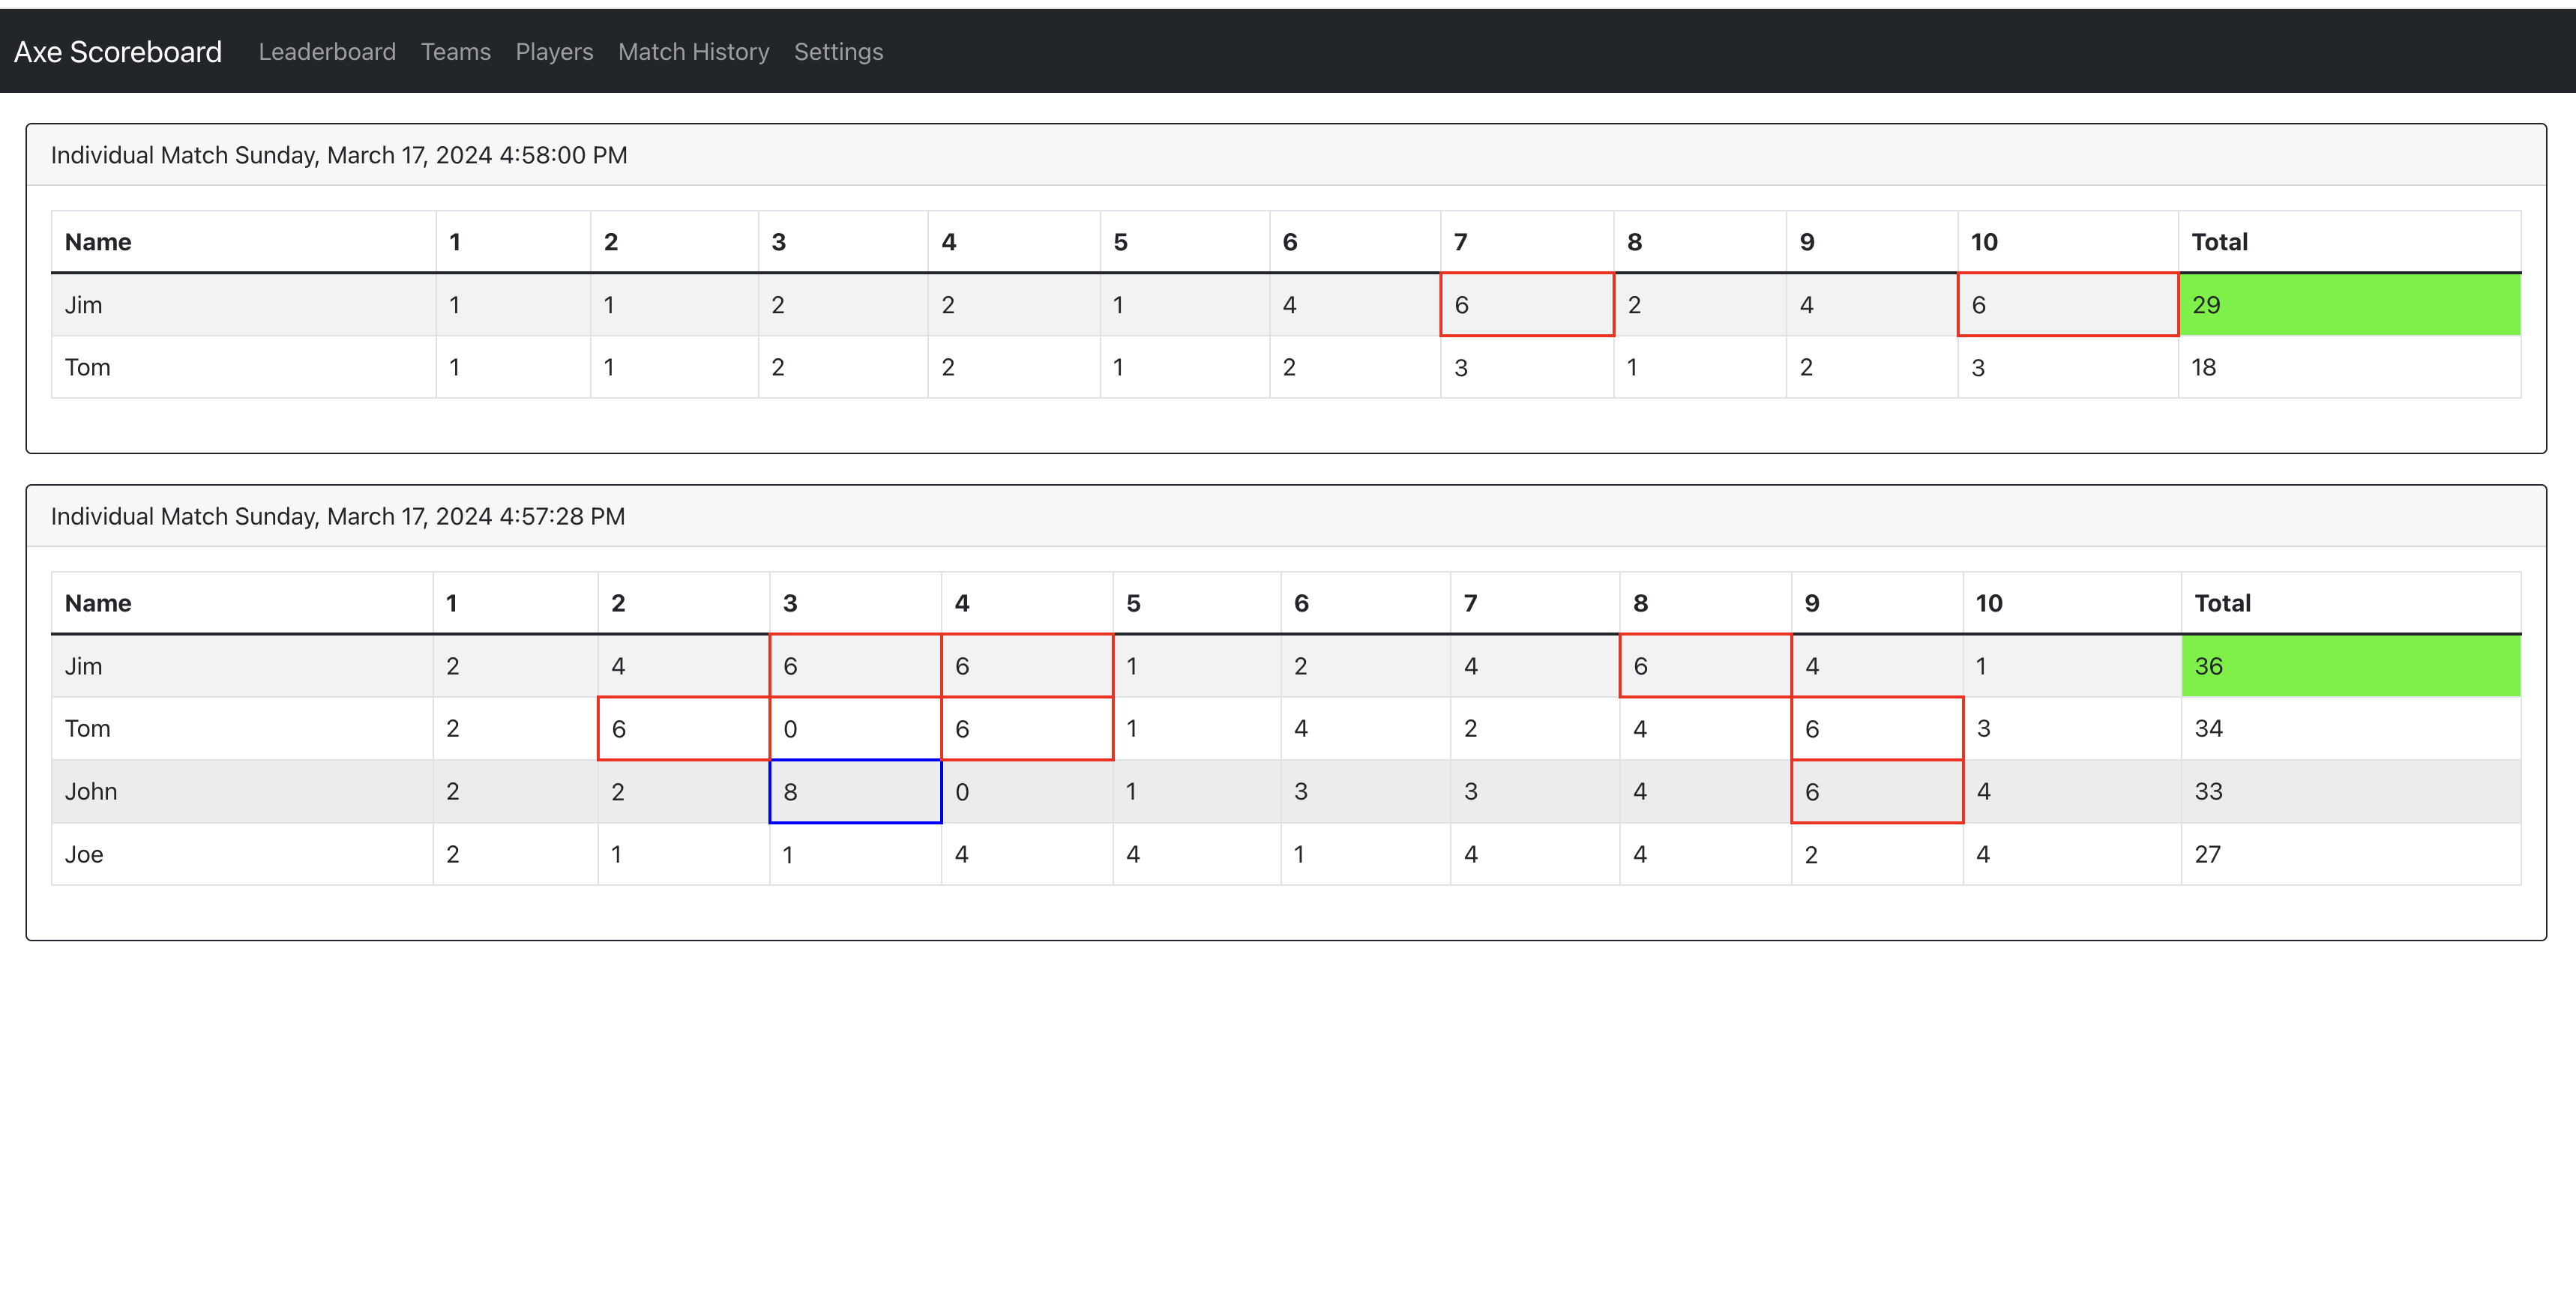 Axe Scoreboard Leaderboard Teams Players Match History Settings
Individual Match Sunday, March 17, 2024 4:58:00 PM
Name 1 2 3 4 5 6 7 8 9 10 Total
Jim 1 1 2 2 1 4 6 2 4 6 29
Tom 1 1 2 2 1 2 3 1 2 3 18
Individual Match Sunday, March 17, 2024 4:57:28 PM
Name 1 2 3 4 5 6 7 8 9 10 Total
Jim 2 4 6 6 1 2 4 6 4 1 36
Tom 2 6 0 6 1 4 2 4 6 3 34
John 2 2 8 0 1 3 3 4 6 4 33
Joe 2 1 1 4 4 1 4 4 2 4 27